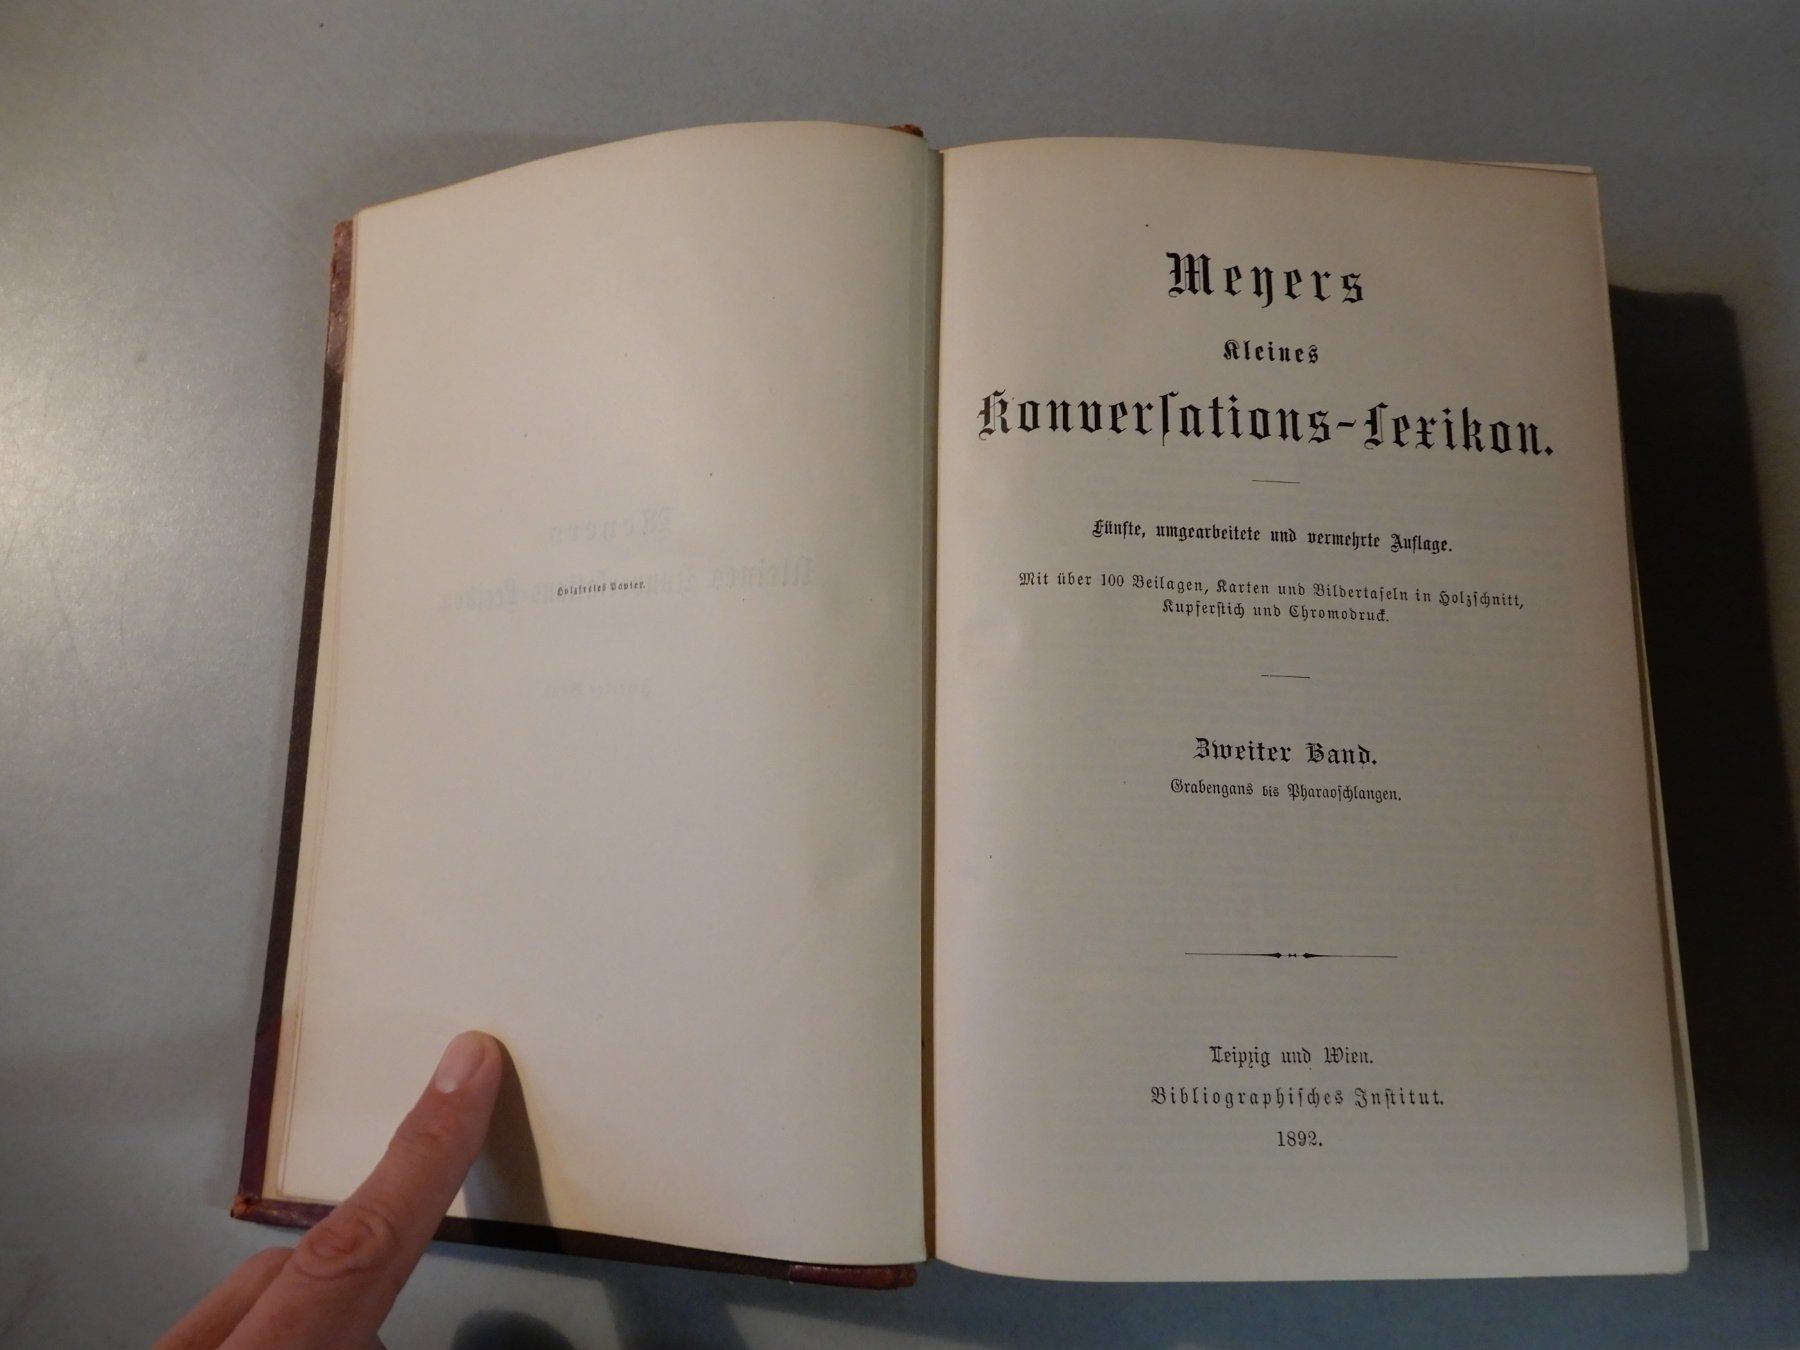 Holzfreies Papier.
Meyers
Kleines
Konverſations-Lexikon.
Fünfte, umgearbeitete und vermehrte Auflage.
Mit über 100 Beilagen, Karten und Bildertafeln in Holzſchnitt,
Kupferſtich und Chromodruck.
Zweiter Band.
Grabengans bis Pharaoſchlangen.
Leipzig und Wien.
Bibliographiſches Inſtitut.
1892.